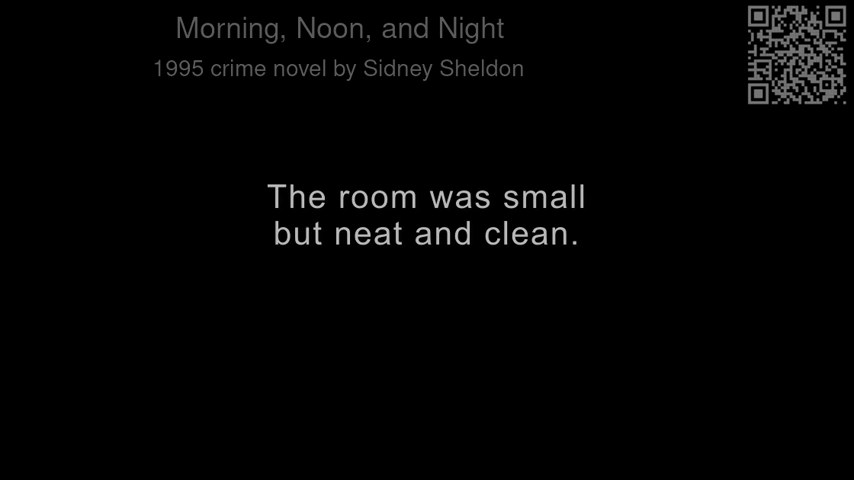 Morning, Noon, and Night
1995 crime novel by Sidney Sheldon
The room was small
but neat and clean.